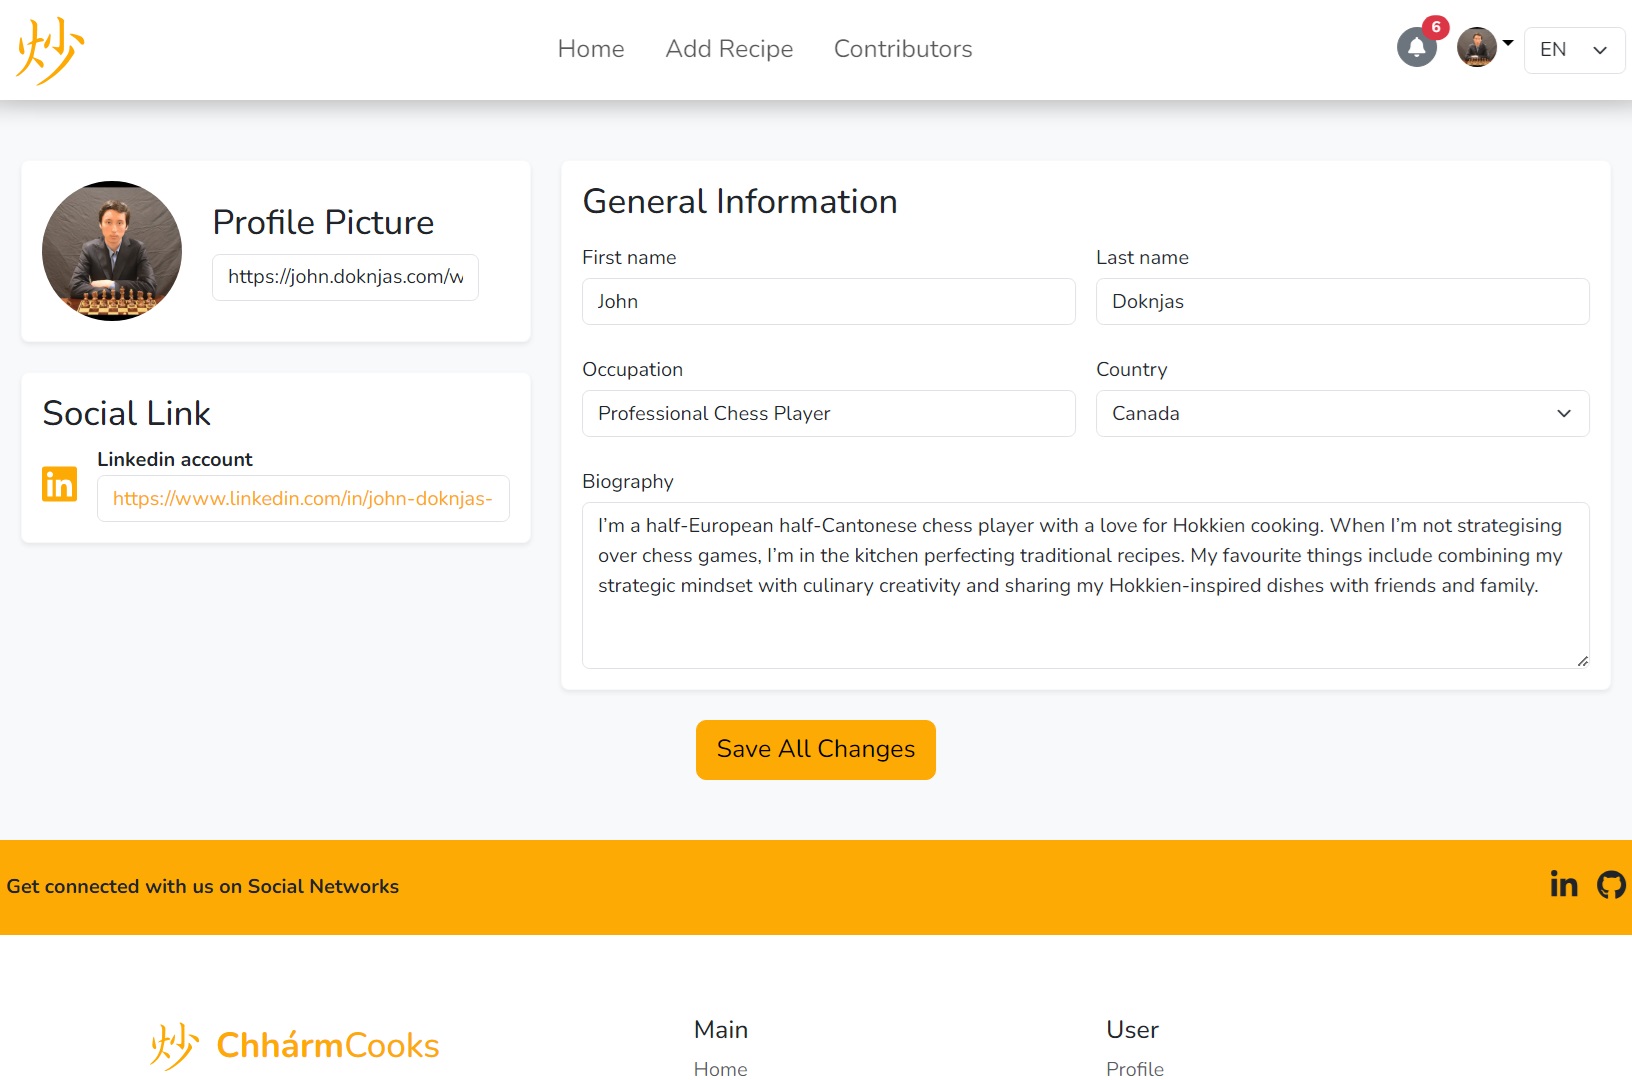 炒
Home
Add Recipe
Contributors
6
EN
Profile Picture
https://john.doknjas.com/w
Social Link
in
Linkedin account
https://www.linkedin.com/in/john-doknjas-
General Information
First name
Last name
John
Doknjas
Occupation
Country
Professional Chess Player
Canada
Biography
I’m a half-European half-Cantonese chess player with a love for Hokkien cooking. When I’m not strategising
over chess games, I’m in the kitchen perfecting traditional recipes. My favourite things include combining my
strategic mindset with culinary creativity and sharing my Hokkien-inspired dishes with friends and family.
Save All Changes
Get connected with us on Social Networks
in
炒 ChhármCooks
Main
User
Home
Profile